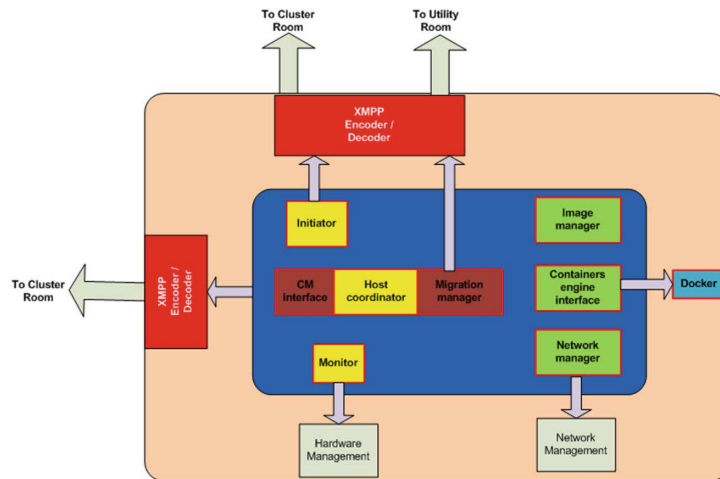 To Cluster
Room
To Utility
Room
XMPP
Encoder /
Decoder
Initiator
Image
manager
XMPP
Encoder /
Decoder
To Cluster
Room
CM
interface
Host
coordinator
Migration
manager
Containers
engine
interface
Docker
Monitor
Network
manager
Hardware
Management
Network
Management